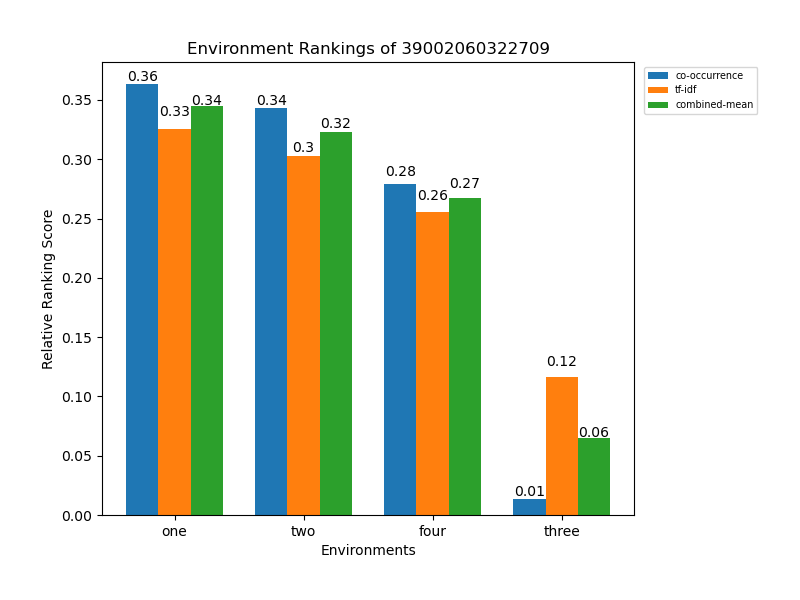 Environment Rankings of 39002060322709
co-occurrence
tf-idf
combined-mean
0.36
0.33
0.34
0.34
0.3
0.32
0.28
0.26
0.27
0.01
0.12
0.06
Relative Ranking Score
0.35
0.30
0.25
0.20
0.15
0.10
0.05
0.00
one two four three
Environments